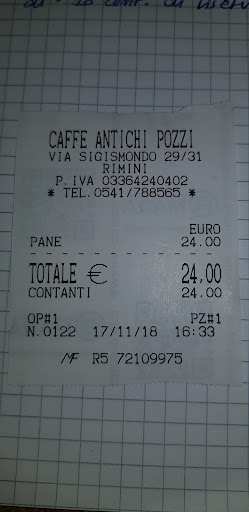 CAFFE ANTICHI POZZI
VIA SIGISMONDO 29/31
RIMINI
P.IVA 03364240402
* TEL.0541/788565 *
EURO
PANE 24.00
TOTALE € 24.00
CONTANTI 24.00
OP#1 PZ#1
N.0122 17/11/18 16:33
MF R5 72109975